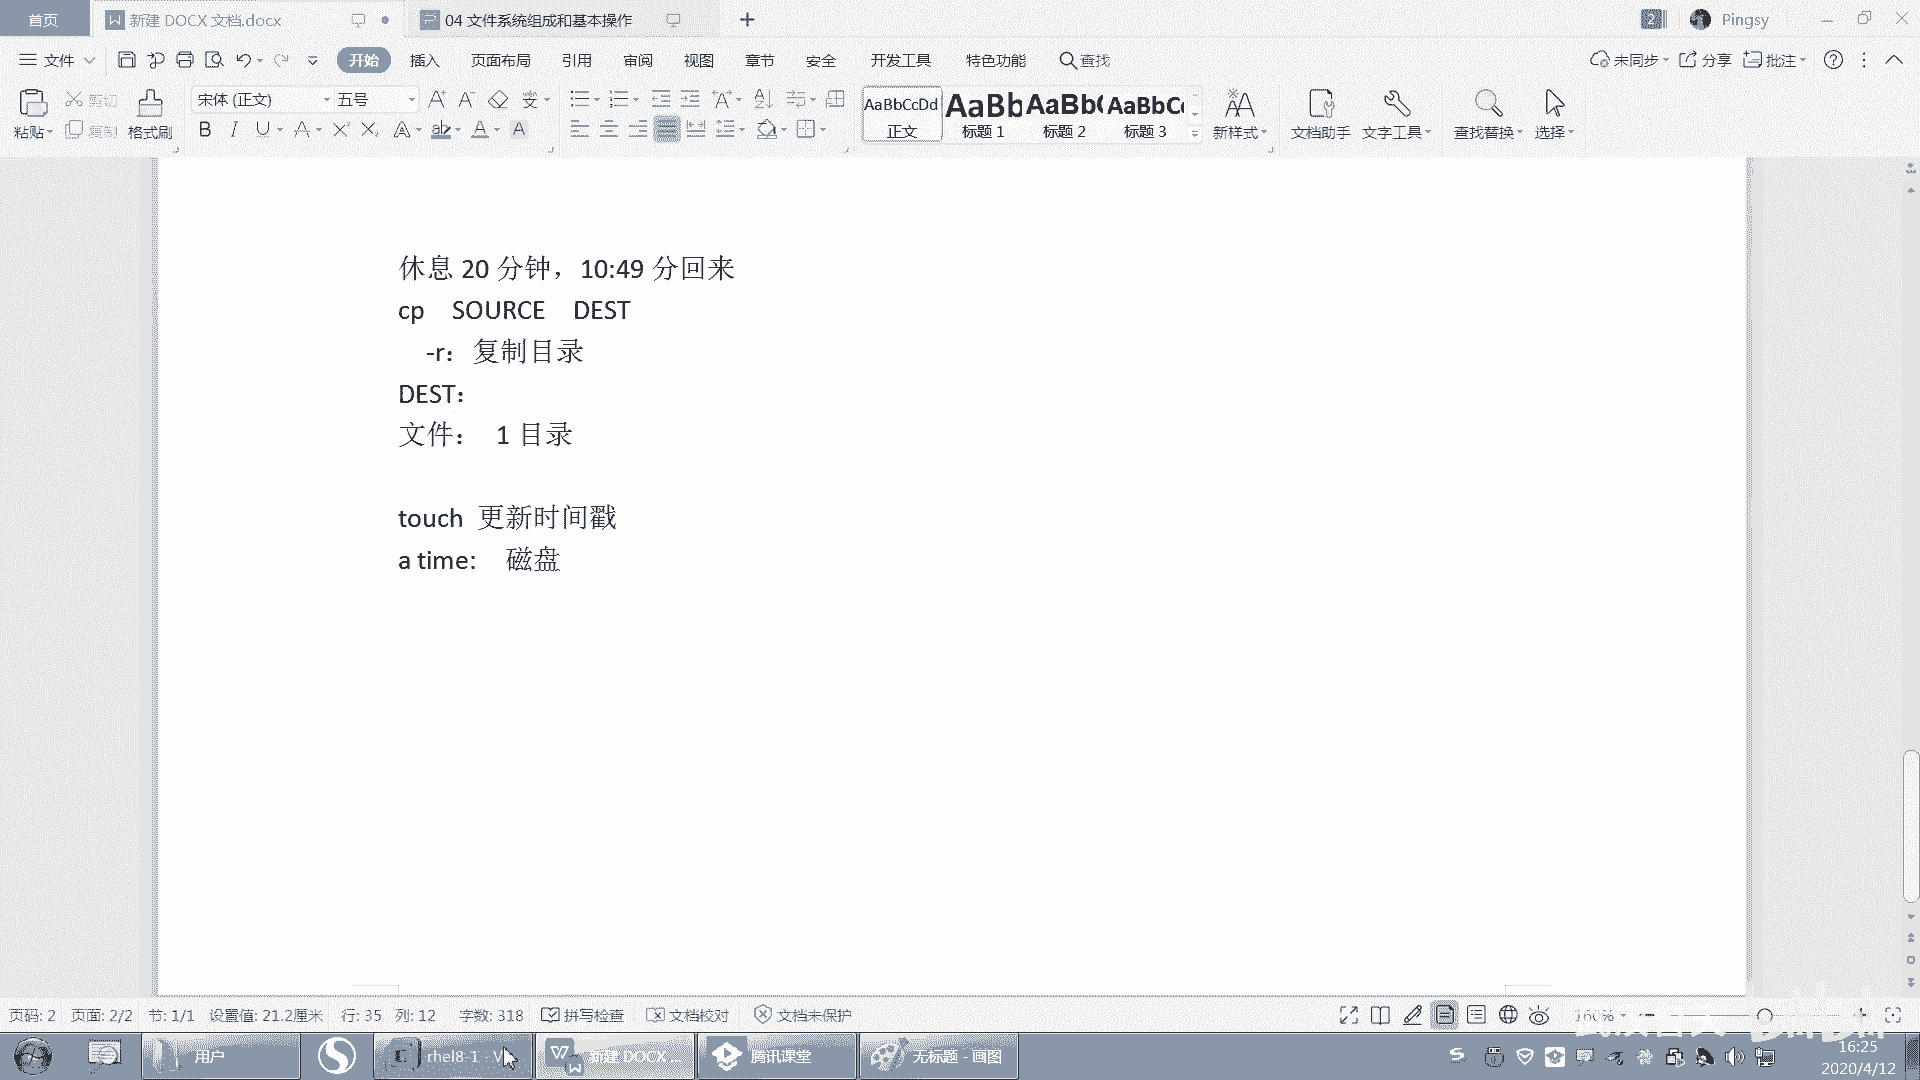 首页
新建 DOCX 文档.docx
04 文件系统组成和基本操作
2
Pingsy
文件
开始
插入
页面布局
引用
审阅
视图
章节
安全
开发工具
特色功能
查找
未同步
分享
批注
粘贴
剪切
复制
格式刷
宋体 (正文)
五号
AaBbCcDd
正文
AaBb
标题 1
AaBb(
标题 2
AaBbC
标题 3
新样式
文档助手
文字工具
查找替换
选择
休息 20 分钟，10:49 分回来
cp SOURCE DEST
-r：复制目录
DEST：
文件： 1 目录
touch 更新时间戳
a time: 磁盘
页码: 2
页面: 2/2
节: 1/1
设置值: 21.2厘米
行: 35
列: 12
字数: 318
拼写检查
文档校对
文档未保护
160%
用户
rhel8-1 - V
新建 DOCX ...
腾讯课堂
无标题 - 画图
16:25
2020/4/12